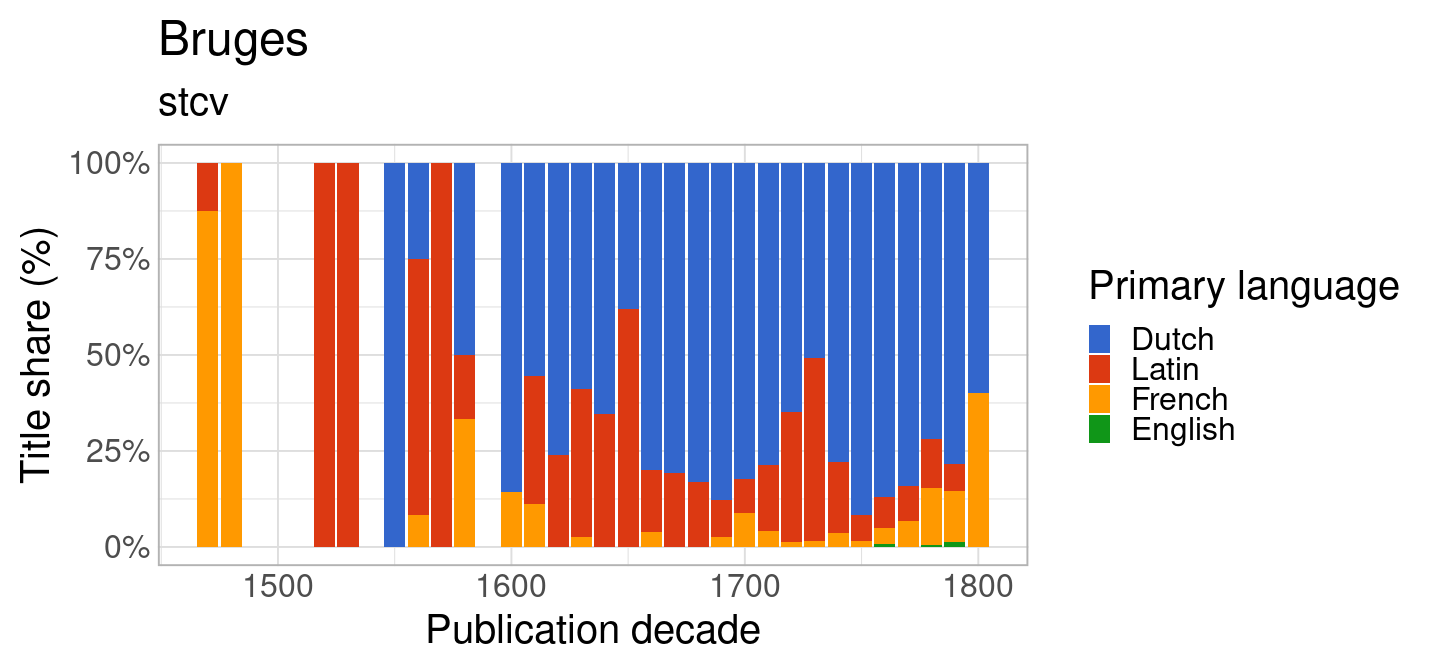 Bruges
stcv
100%
75%
50%
25%
0%
Title share (%)
1500 1600 1700 1800
Publication decade
Primary language
Dutch
Latin
French
English